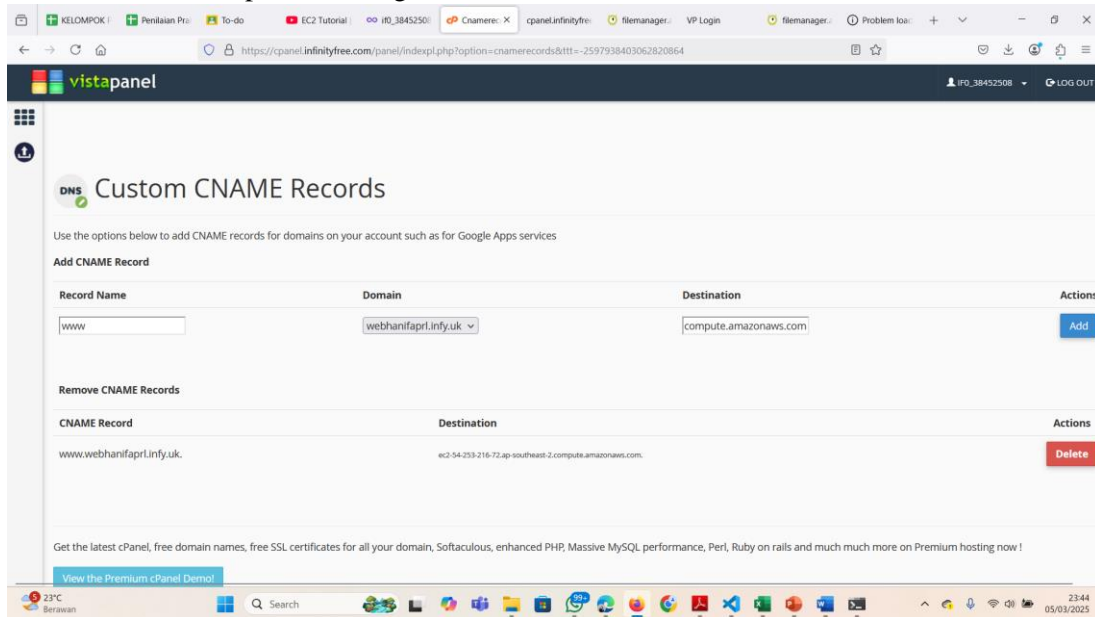 KELOMPOK
Penilaian Pra
To-do
EC2 Tutorial
if0_3845250
Cnamerec
cpanel.infinityfree
filemanager.
VP Login
filemanager.
Problem loa
https://cpanel.infinityfree.com/panel/indexpl.php?option=cnamerecords&ttt=-2597938403062820864
vistapanel
IF0_38452508
LOG OUT
DNS
Custom CNAME Records
Use the options below to add CNAME records for domains on your account such as for Google Apps services
Add CNAME Record
Record Name Domain Destination Actions
www webhanifaprl.infy.uk compute.amazonaws.com Add
Remove CNAME Records
CNAME Record Destination Actions
www.webhanifaprl.infy.uk. ec2-54-253-216-72.ap-southeast-2.compute.amazonaws.com. Delete
Get the latest cPanel, free domain names, free SSL certificates for all your domain, Softaculous, enhanced PHP, Massive MySQL performance, Perl, Ruby on rails and much much more on Premium hosting now !
View the Premium cPanel Demo!
5
23°C
Berawan
Search
99+
23:44
05/03/2025